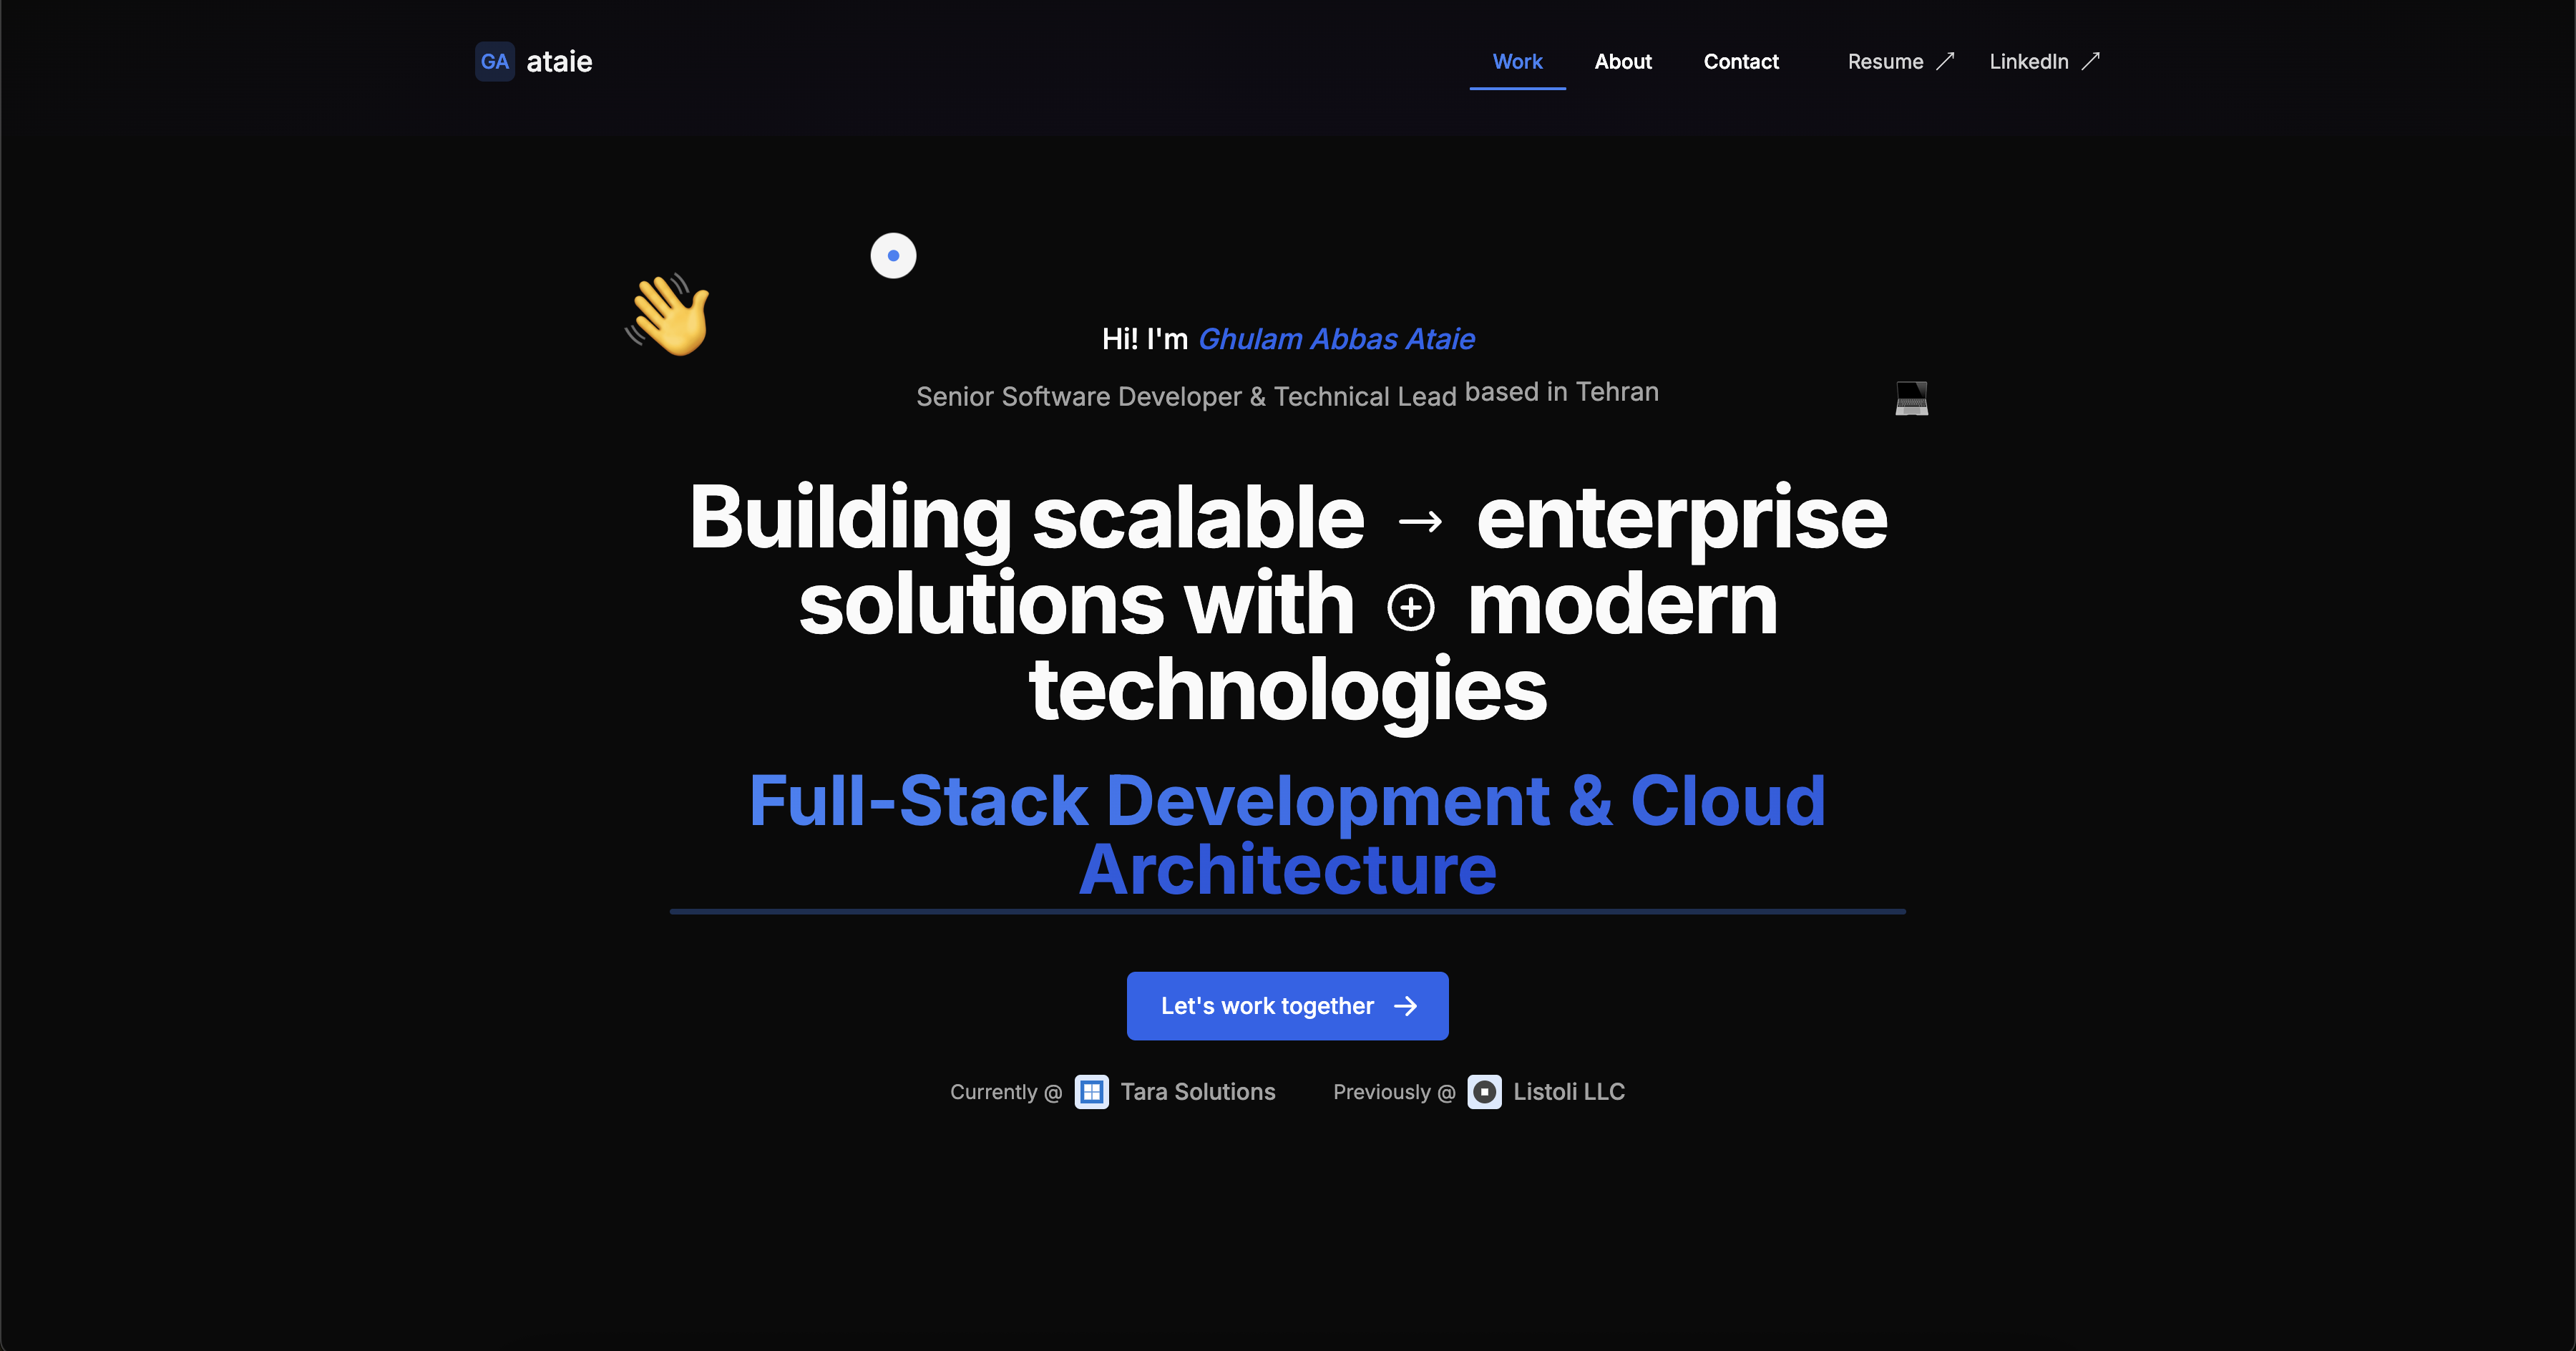 GA ataie
Work About Contact Resume LinkedIn
Hi! I'm Ghulam Abbas Ataie
Senior Software Developer & Technical Lead based in Tehran
Building scalable → enterprise
solutions with ⊕ modern
technologies
Full-Stack Development & Cloud
Architecture
Let's work together →
Currently @ Tara Solutions Previously @ Listoli LLC